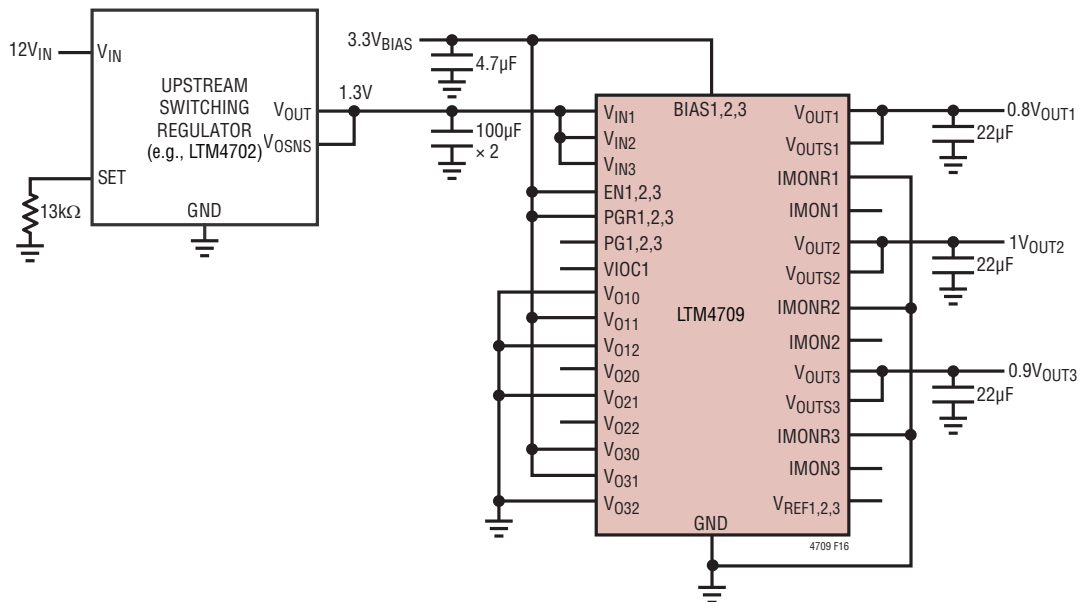 12VIN
VIN
UPSTREAM
SWITCHING
REGULATOR
(e.g., LTM4702)
VOUT
VOSNS
SET
GND
13kΩ
1.3V
3.3VBIAS
4.7µF
100µF
× 2
BIAS1,2,3
VIN1
VIN2
VIN3
EN1,2,3
PGR1,2,3
PG1,2,3
VIOC1
VO10
VO11
VO12
VO20
VO21
VO22
VO30
VO31
VO32
LTM4709
GND
VOUT1
VOUTS1
IMONR1
IMON1
VOUT2
VOUTS2
IMONR2
IMON2
VOUT3
VOUTS3
IMONR3
IMON3
VREF1,2,3
0.8VOUT1
22µF
1VOUT2
22µF
0.9VOUT3
22µF
4709 F16